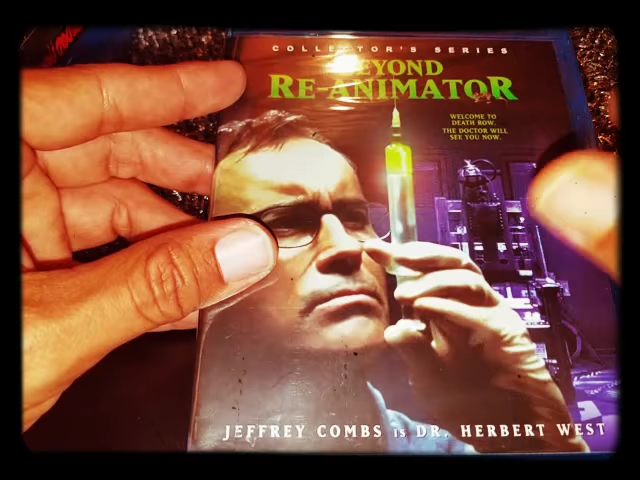 COLLECTOR'S SERIES
BEYOND
RE-ANIMATOR
WELCOME TO
DEATH ROW.
THE DOCTOR WILL
SEE YOU NOW.
JEFFREY COMBS IS DR. HERBERT WEST